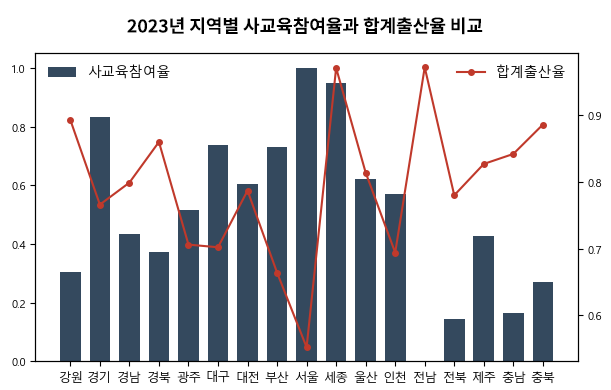 2023년 지역별 사교육참여율과 합계출산율 비교
사교육참여율
합계출산율
1.0
0.8
0.6
0.4
0.2
0.0
0.9
0.8
0.7
0.6
강원 경기 경남 경북 광주 대구 대전 부산 서울 세종 울산 인천 전남 전북 제주 충남 충북